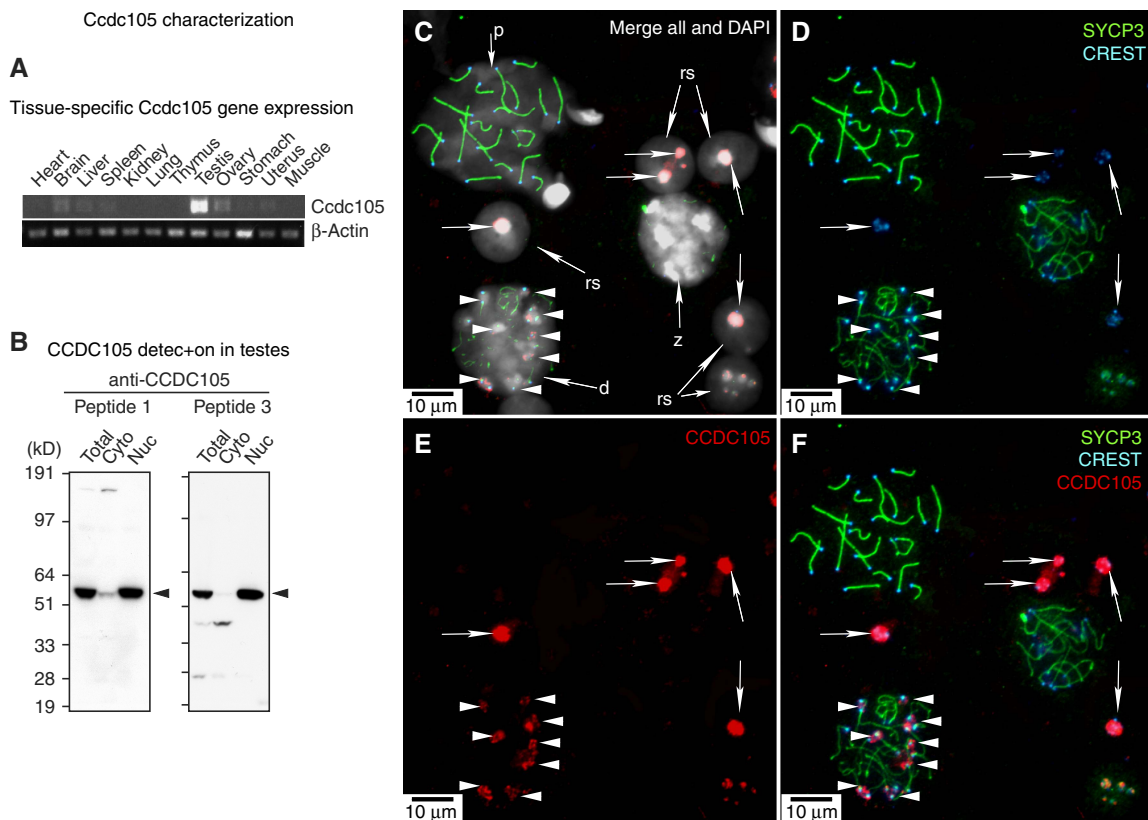 Ccdc105 characterization
A
Tissue-specific Ccdc105 gene expression
Heart Brain Liver Spleen Kidney Lung Thymus Testis Ovary Stomach Uterus Muscle
Ccdc105
β-Actin
B
CCDC105 detec+on in testes
anti-CCDC105
Peptide 1 Peptide 3
(kD) Total Cyto Nuc Total Cyto Nuc
191
97
64
51
33
28
19
C Merge all and DAPI
p
rs
rs
z
d
rs
10 μm
D SYCP3
CREST
10 μm
E CCDC105
10 μm
F SYCP3
CREST
CCDC105
10 μm